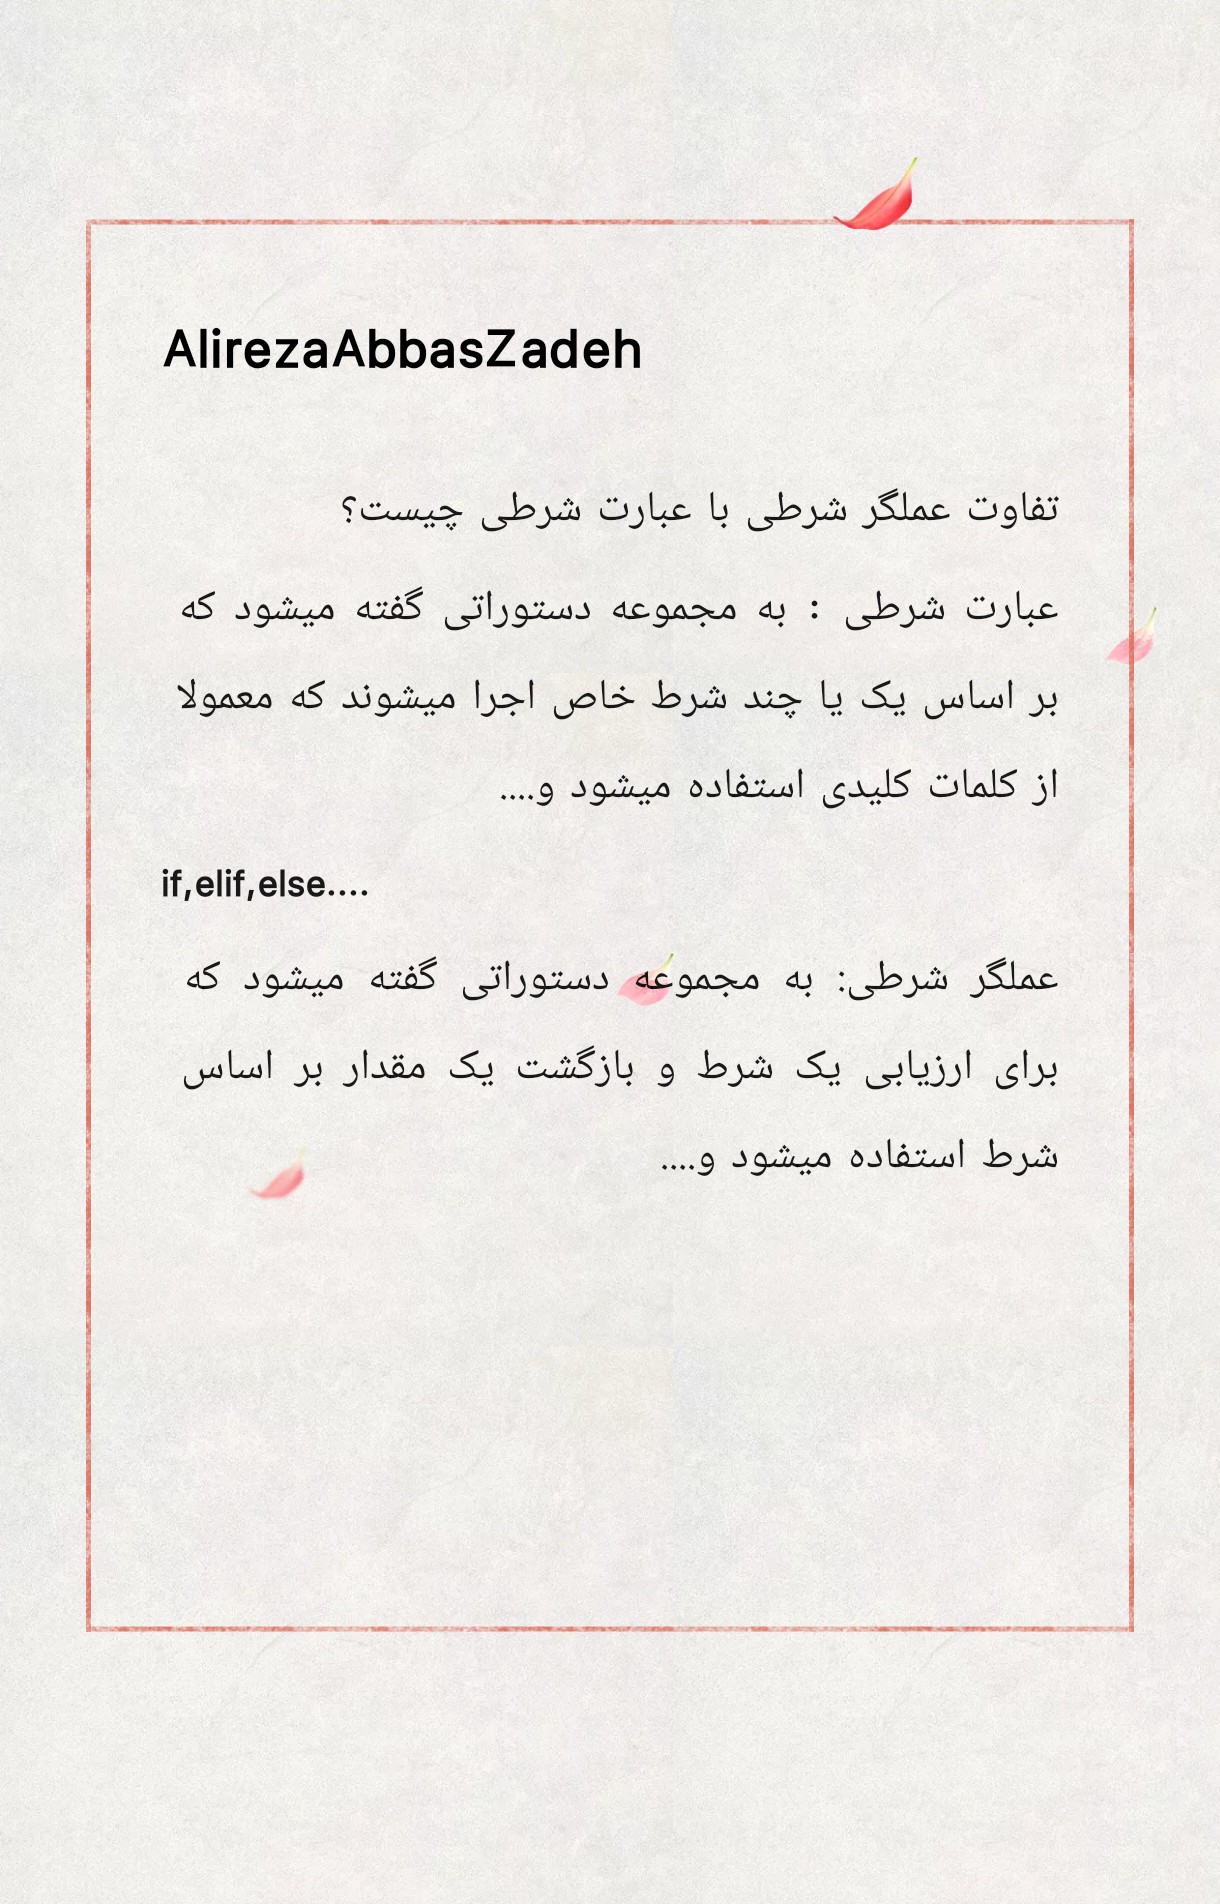 AlirezaAbbasZadeh
تفاوت عملگر شرطی با عبارت شرطی چیست؟
عبارت شرطی : به مجموعه دستوراتی گفته میشود که
بر اساس یک یا چند شرط خاص اجرا میشوند که معمولا
از کلمات کلیدی استفاده میشود و....
if,elif,else....
عملگر شرطی: به مجموعه دستوراتی گفته میشود که
برای ارزیابی یک شرط و بازگشت یک مقدار بر اساس
شرط استفاده میشود و....